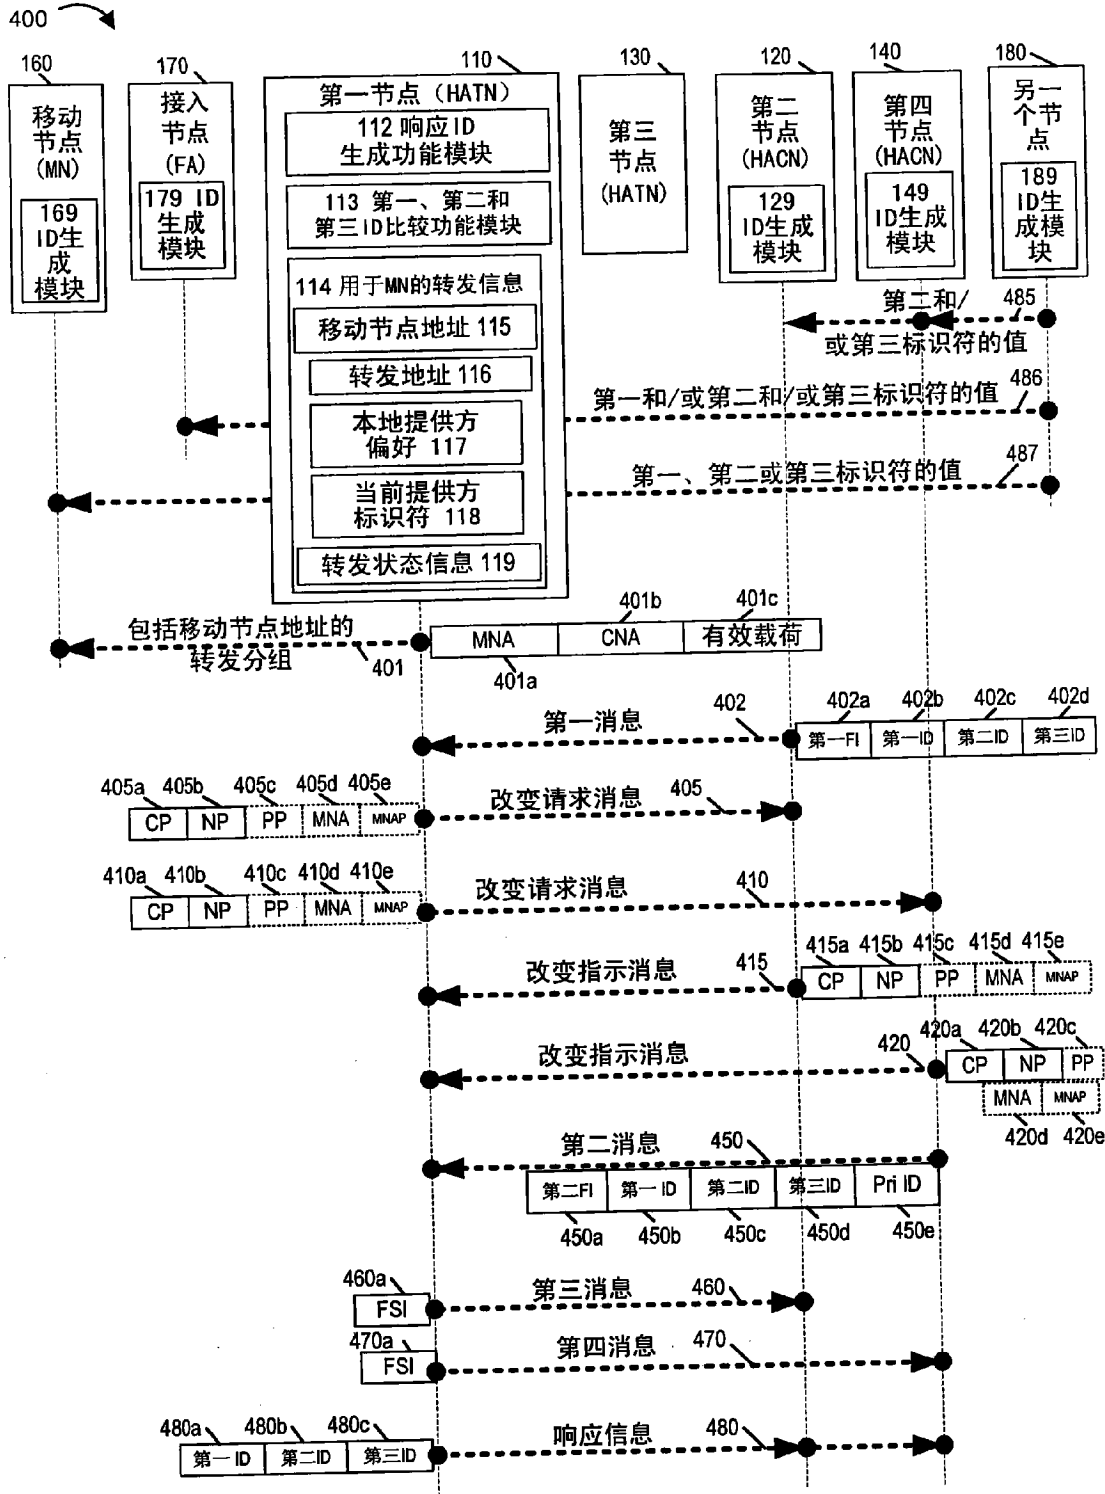 400
160
170
110
130
120
140
180
移动
节点
(MN)
169
ID生
成
模块
接入
节点
(FA)
179 ID
生成
模块
第一节点（HATN）
112 响应ID
生成功能模块
113 第一、第二和
第三ID比较功能模块
114 用于MN的转发信息
移动节点地址 115
转发地址 116
本地提供方
偏好 117
当前提供方
标识符 118
转发状态信息 119
第三
节点
(HATN)
第二
节点
(HACN)
129
ID生成
模块
第四
节点
(HACN)
149
ID生成
模块
另一
个节
点
189
ID生
成模
块
第二和/
或第三标识符的值
485
第一和/或第二和/或第三标识符的值
486
第一、第二或第三标识符的值
487
包括移动节点地址的
转发分组
401
MNA
CNA
有效载荷
401a
401b
401c
第一消息
402
402a
402b
402c
402d
第一FI
第一ID
第二ID
第三ID
405a
405b
405c
405d
405e
CP
NP
PP
MNA
MNAP
改变请求消息
405
410a
410b
410c
410d
410e
CP
NP
PP
MNA
MNAP
改变请求消息
410
改变指示消息
415
415a
415b
415c
415d
415e
CP
NP
PP
MNA
MNAP
改变指示消息
420
420a
420b
420c
CP
NP
PP
MNA
MNAP
420d
420e
第二消息
450
第二FI
第一 ID
第二ID
第三ID
Pri ID
450a
450b
450c
450d
450e
460a
FSI
第三消息
460
470a
FSI
第四消息
470
480a
480b
480c
第一 ID
第二ID
第三ID
响应信息
480